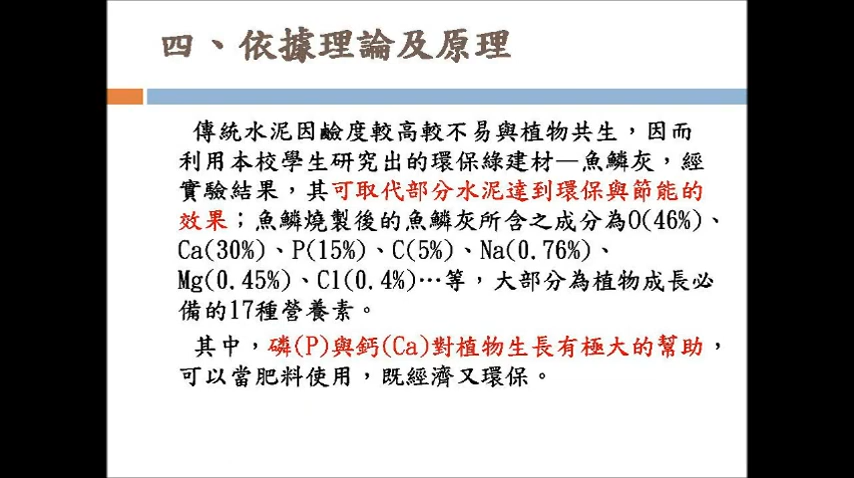 四、依據理論及原理
傳統水泥因鹼度較高較不易與植物共生，因而
利用本校學生研究出的環保綠建材—魚鱗灰，經
實驗結果，其可取代部分水泥達到環保與節能的
效果；魚鱗燒製後的魚鱗灰所含之成分為O(46%)、
Ca(30%)、P(15%)、C(5%)、Na(0.76%)、
Mg(0.45%)、Cl(0.4%)…等，大部分為植物成長必
備的17種營養素。
其中，磷(P)與鈣(Ca)對植物生長有極大的幫助，
可以當肥料使用，既經濟又環保。